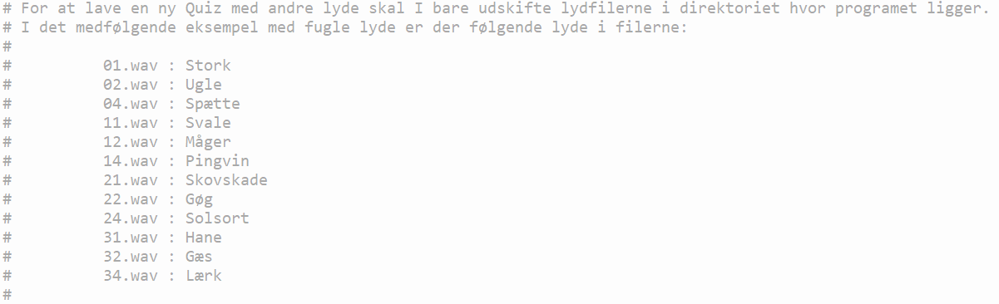 # For at lave en ny Quiz med andre lyde skal I bare udskifte lydfilerne i direktoriet hvor programet ligger.
# I det medfølgende eksempel med fugle lyde er der følgende lyde i filerne:
#
#          01.wav : Stork
#          02.wav : Ugle
#          04.wav : Spætte
#          11.wav : Svale
#          12.wav : Måger
#          14.wav : Pingvin
#          21.wav : Skovskade
#          22.wav : Gøg
#          24.wav : Solsort
#          31.wav : Hane
#          32.wav : Gæs
#          34.wav : Lærk
#